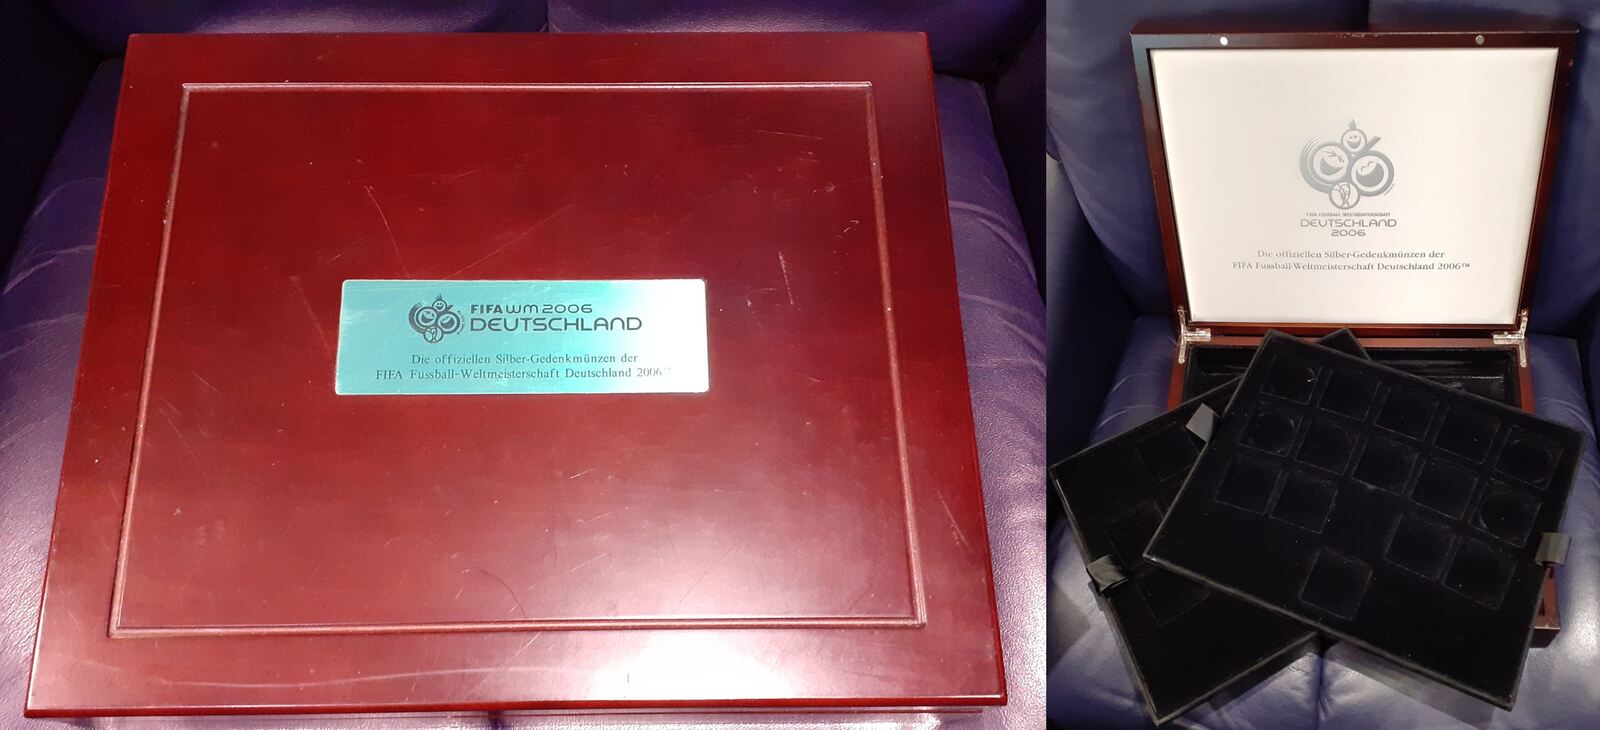 FIFA WM 2006
DEUTSCHLAND
Die offiziellen Silber-Gedenkmünzen der
FIFA Fussball-Weltmeisterschaft Deutschland 2006™
FIFA FUSSBALL-WELTMEISTERSCHAFT
DEUTSCHLAND
2006
Die offiziellen Silber-Gedenkmünzen der
FIFA Fussball-Weltmeisterschaft Deutschland 2006™